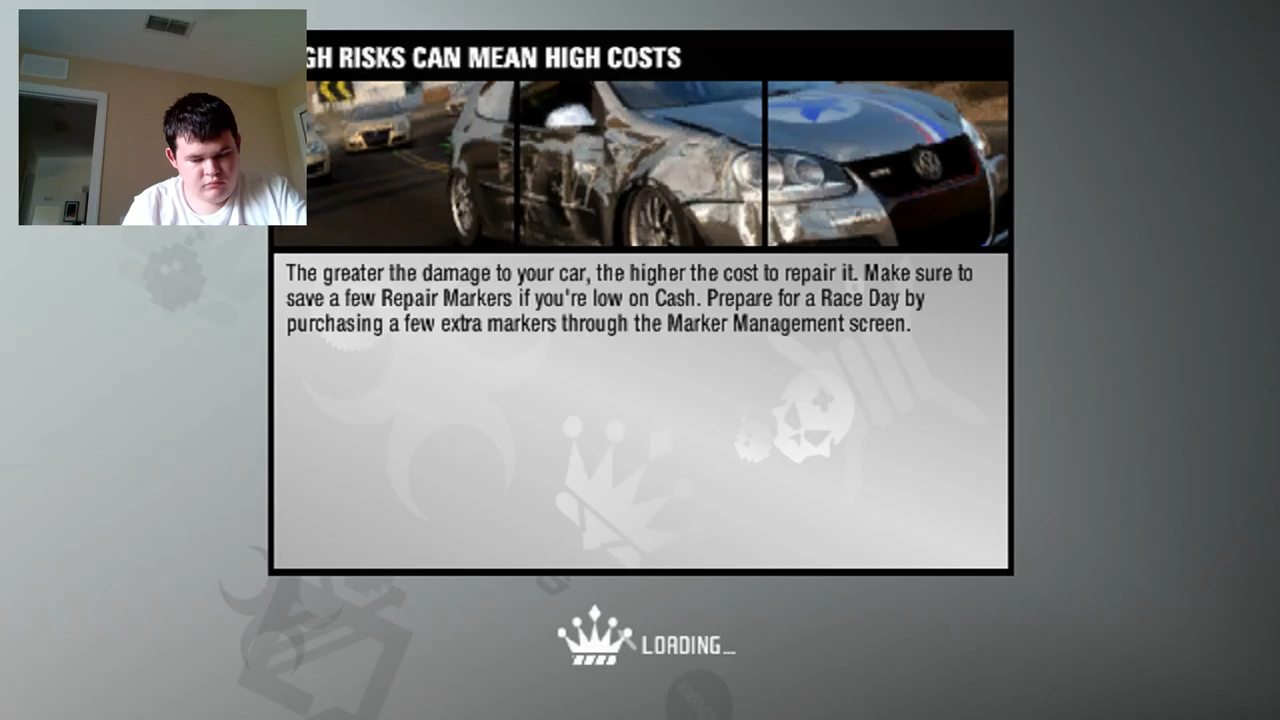 GH RISKS CAN MEAN HIGH COSTS
The greater the damage to your car, the higher the cost to repair it. Make sure to
save a few Repair Markers if you're low on Cash. Prepare for a Race Day by
purchasing a few extra markers through the Marker Management screen.
LOADING_